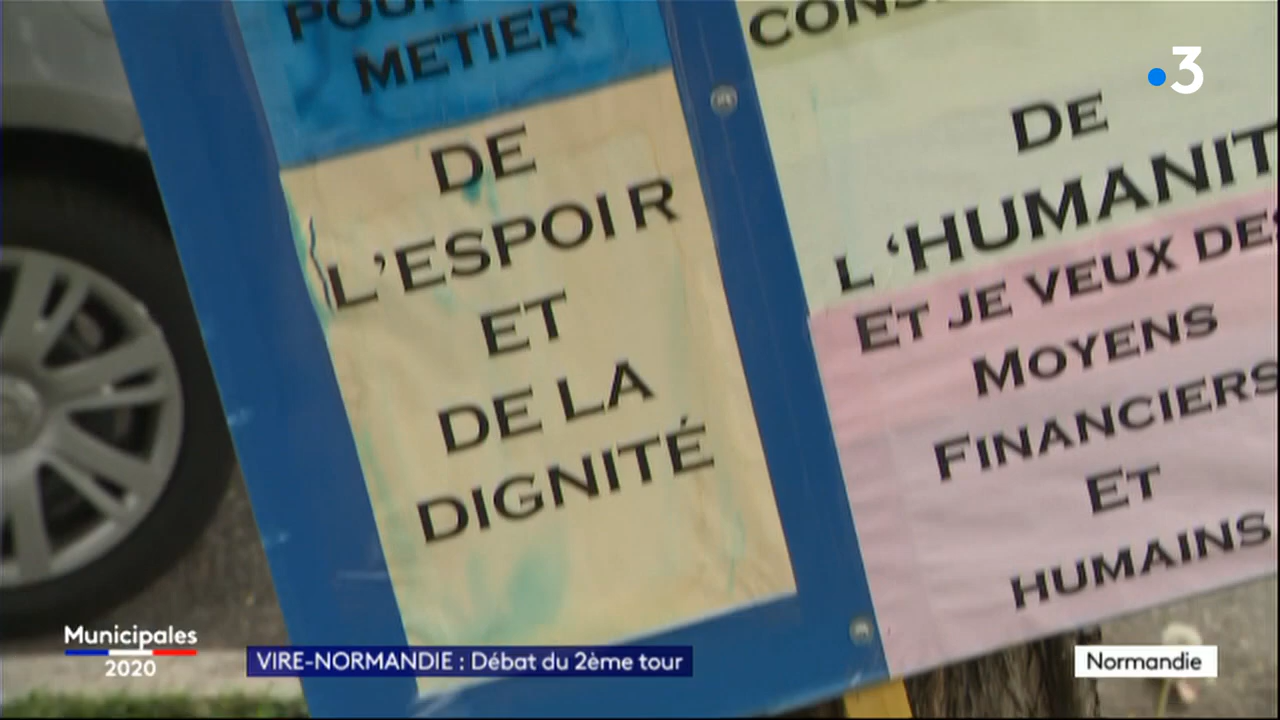 METIER
DE
L'ESPOIR
ET
DE LA
DIGNITÉ
DE
L'HUMANIT
ET JE VEUX DES
MOYENS
FINANCIERS
ET
HUMAINS
3
Municipales
2020
VIRE-NORMANDIE : Débat du 2ème tour
Normandie